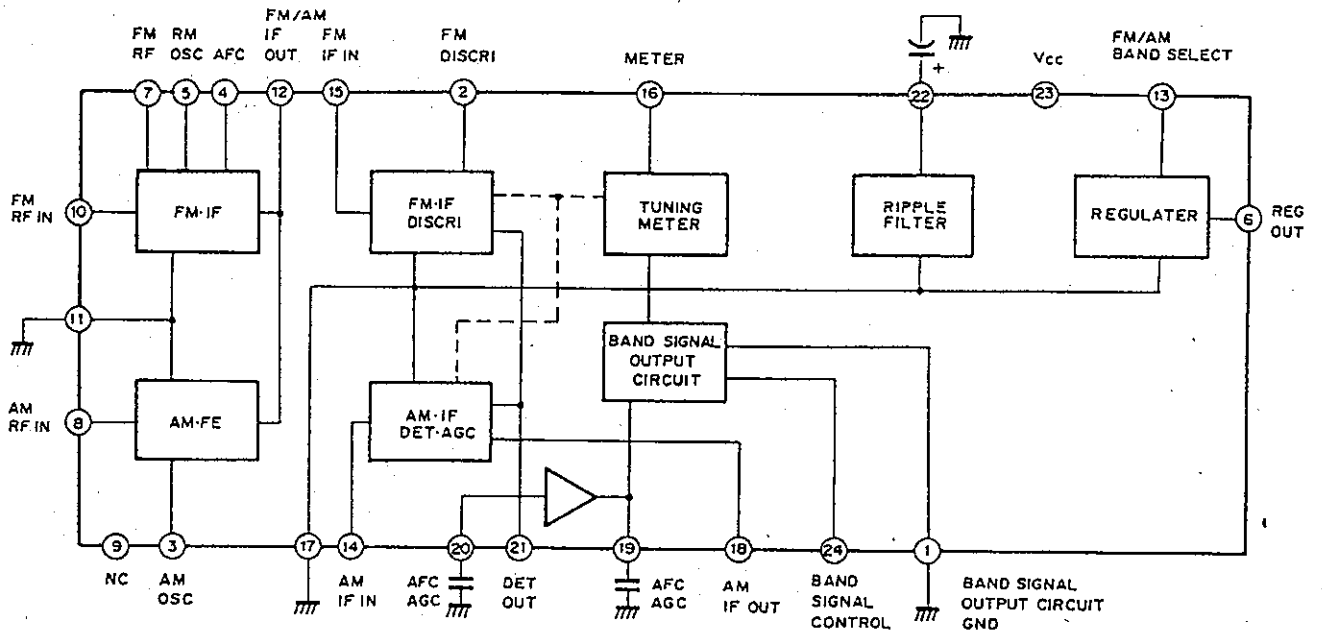 FM/AM
FM
RM
IF
FM
FM
FM/AM
RF
OSC
AFC
OUT
IF IN
DISCRI
METER
+
Vcc
BAND SELECT
7
5
4
12
15
2
16
22
23
13
FM
RF IN
10
FM·IF
FM·IF
DISCRI
TUNING
METER
RIPPLE
FILTER
REGULATER
6
REG
OUT
11
BAND SIGNAL
OUTPUT
CIRCUIT
AM
RF IN
8
AM-FE
AM·IF
DET·AGC
9
3
17
14
20
21
19
18
24
1
NC
AM
OSC
AM
IF IN
AFC
AGC
DET
OUT
AFC
AGC
AM
IF OUT
BAND
SIGNAL
CONTROL
BAND SIGNAL
OUTPUT CIRCUIT
GND